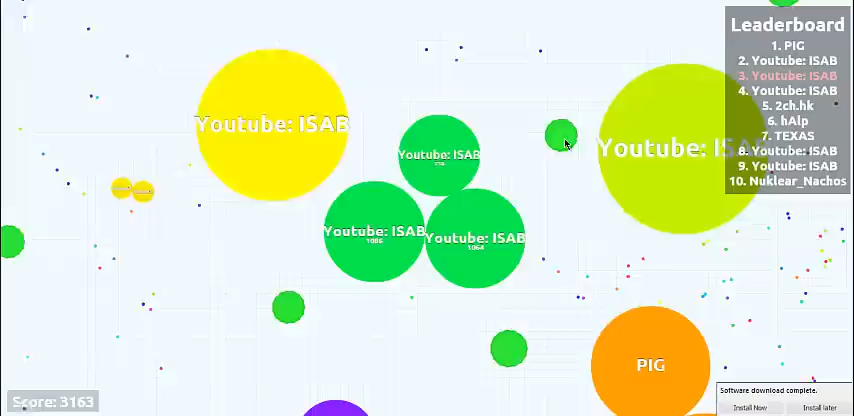 Leaderboard
1. PIG
2. Youtube: ISAB
3. Youtube: ISAB
4. Youtube: ISAB
5. 2ch.hk
6. hAlp
7. TEXAS
8. Youtube: ISAB
9. Youtube: ISAB
10. Nuklear_Nachos
Youtube: ISAB
Youtube: ISAB
Youtube: ISAB
Youtube: ISAB
1086
Youtube: ISAB
1064
PIG
Software download complete.
Install Now
Install later
Score: 3163